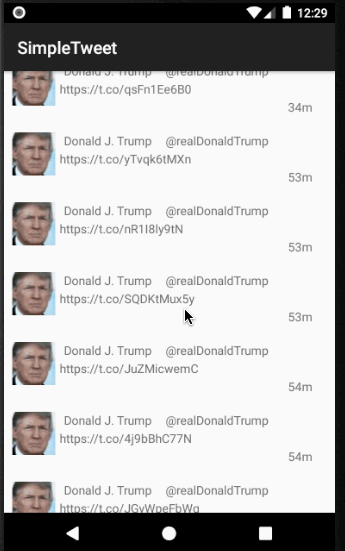 12:29
SimpleTweet
Donald J. Trump @realDonaldTrump
https://t.co/qsFn1Ee6B0
34m
Donald J. Trump @realDonaldTrump
https://t.co/yTvqk6tMXn
53m
Donald J. Trump @realDonaldTrump
https://t.co/nR1I8ly9tN
53m
Donald J. Trump @realDonaldTrump
https://t.co/SQDKtMux5y
53m
Donald J. Trump @realDonaldTrump
https://t.co/JuZMicwemC
54m
Donald J. Trump @realDonaldTrump
https://t.co/4j9bBhC77N
54m
Donald J. Trump @realDonaldTrump
https://t.co/JGyWpeFbWg